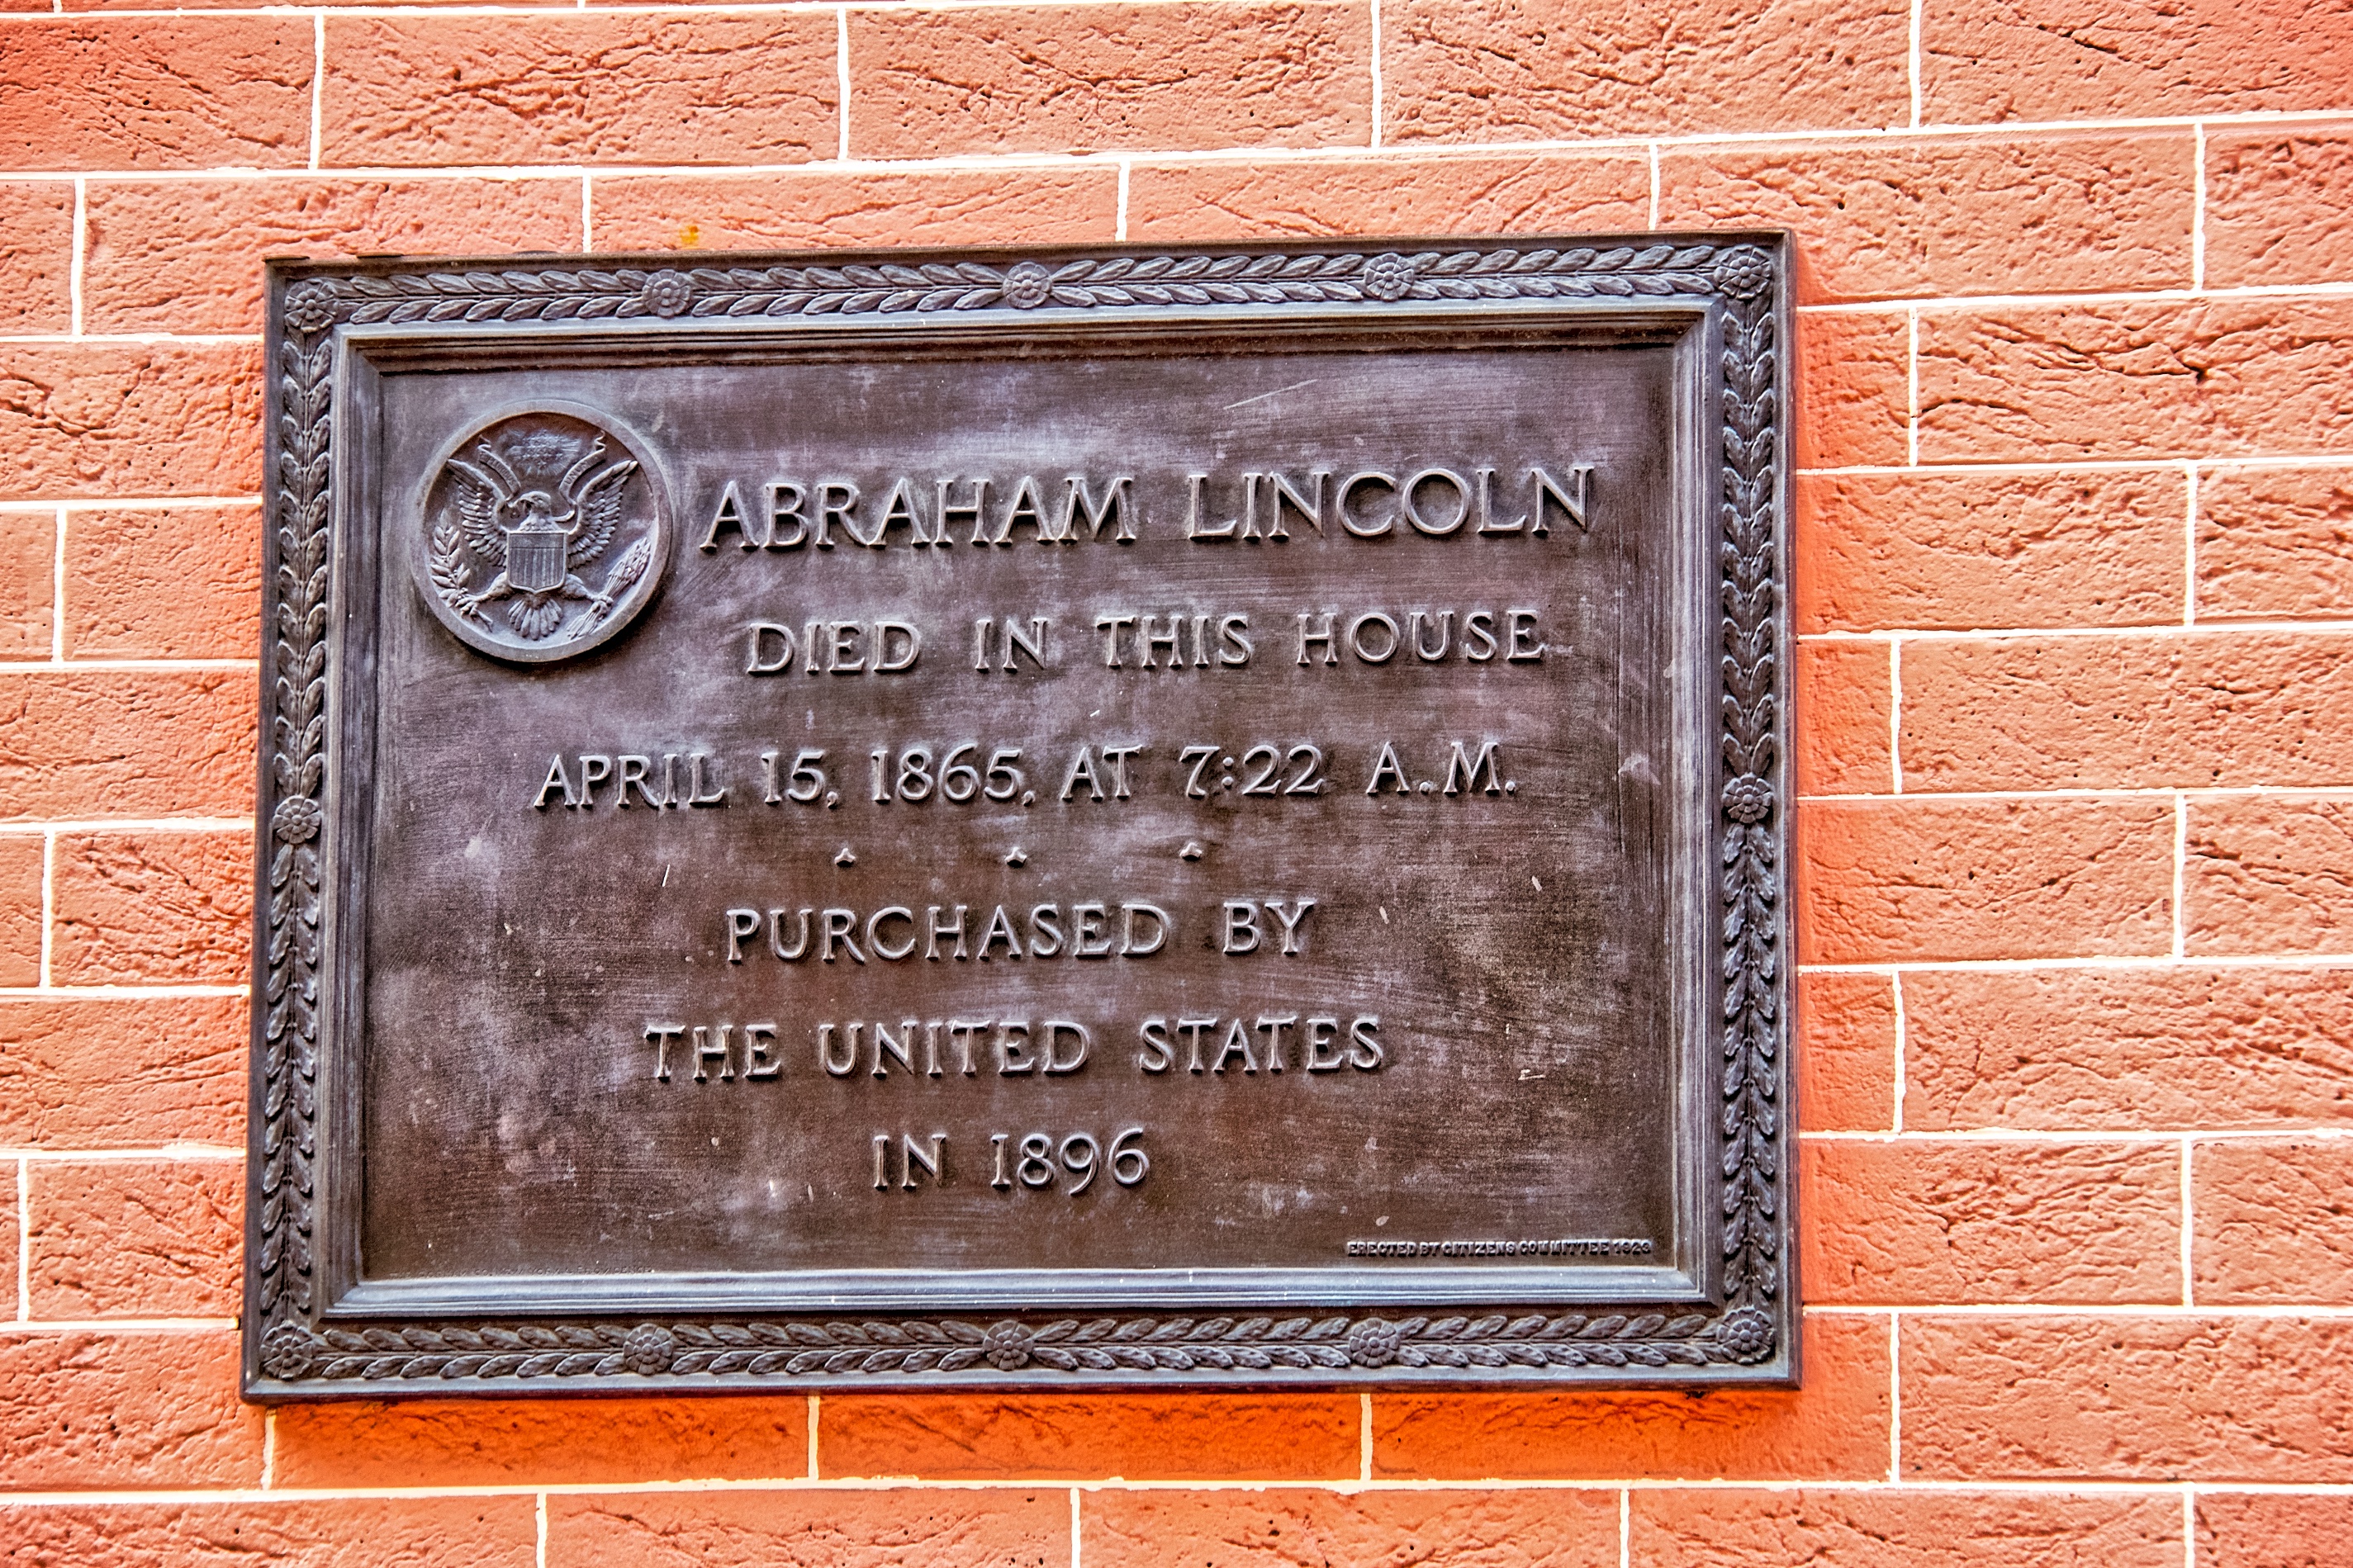 ABRAHAM LINCOLN
DIED IN THIS HOUSE
APRIL 15, 1865, AT 7:22 A.M.
PURCHASED BY
THE UNITED STATES
IN 1896
ERECTED BY CITIZENS COMMITTEE 1923